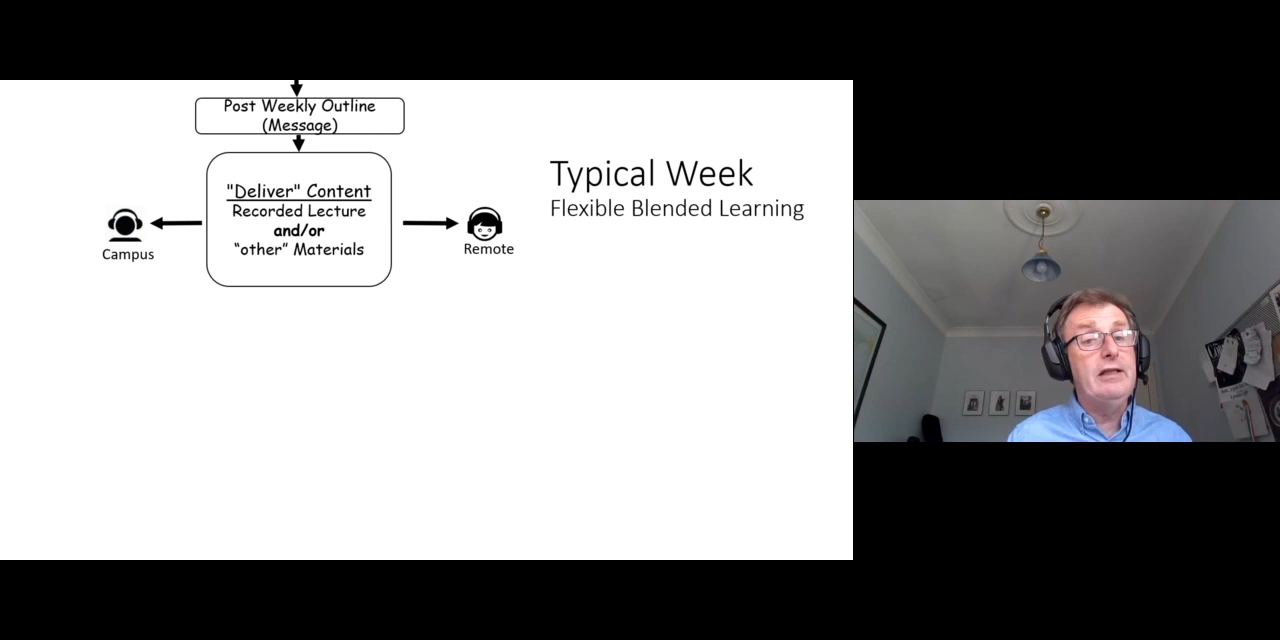 Post Weekly Outline
(Message)
"Deliver" Content
Recorded Lecture
and/or
“other” Materials
Campus
Remote
Typical Week
Flexible Blended Learning